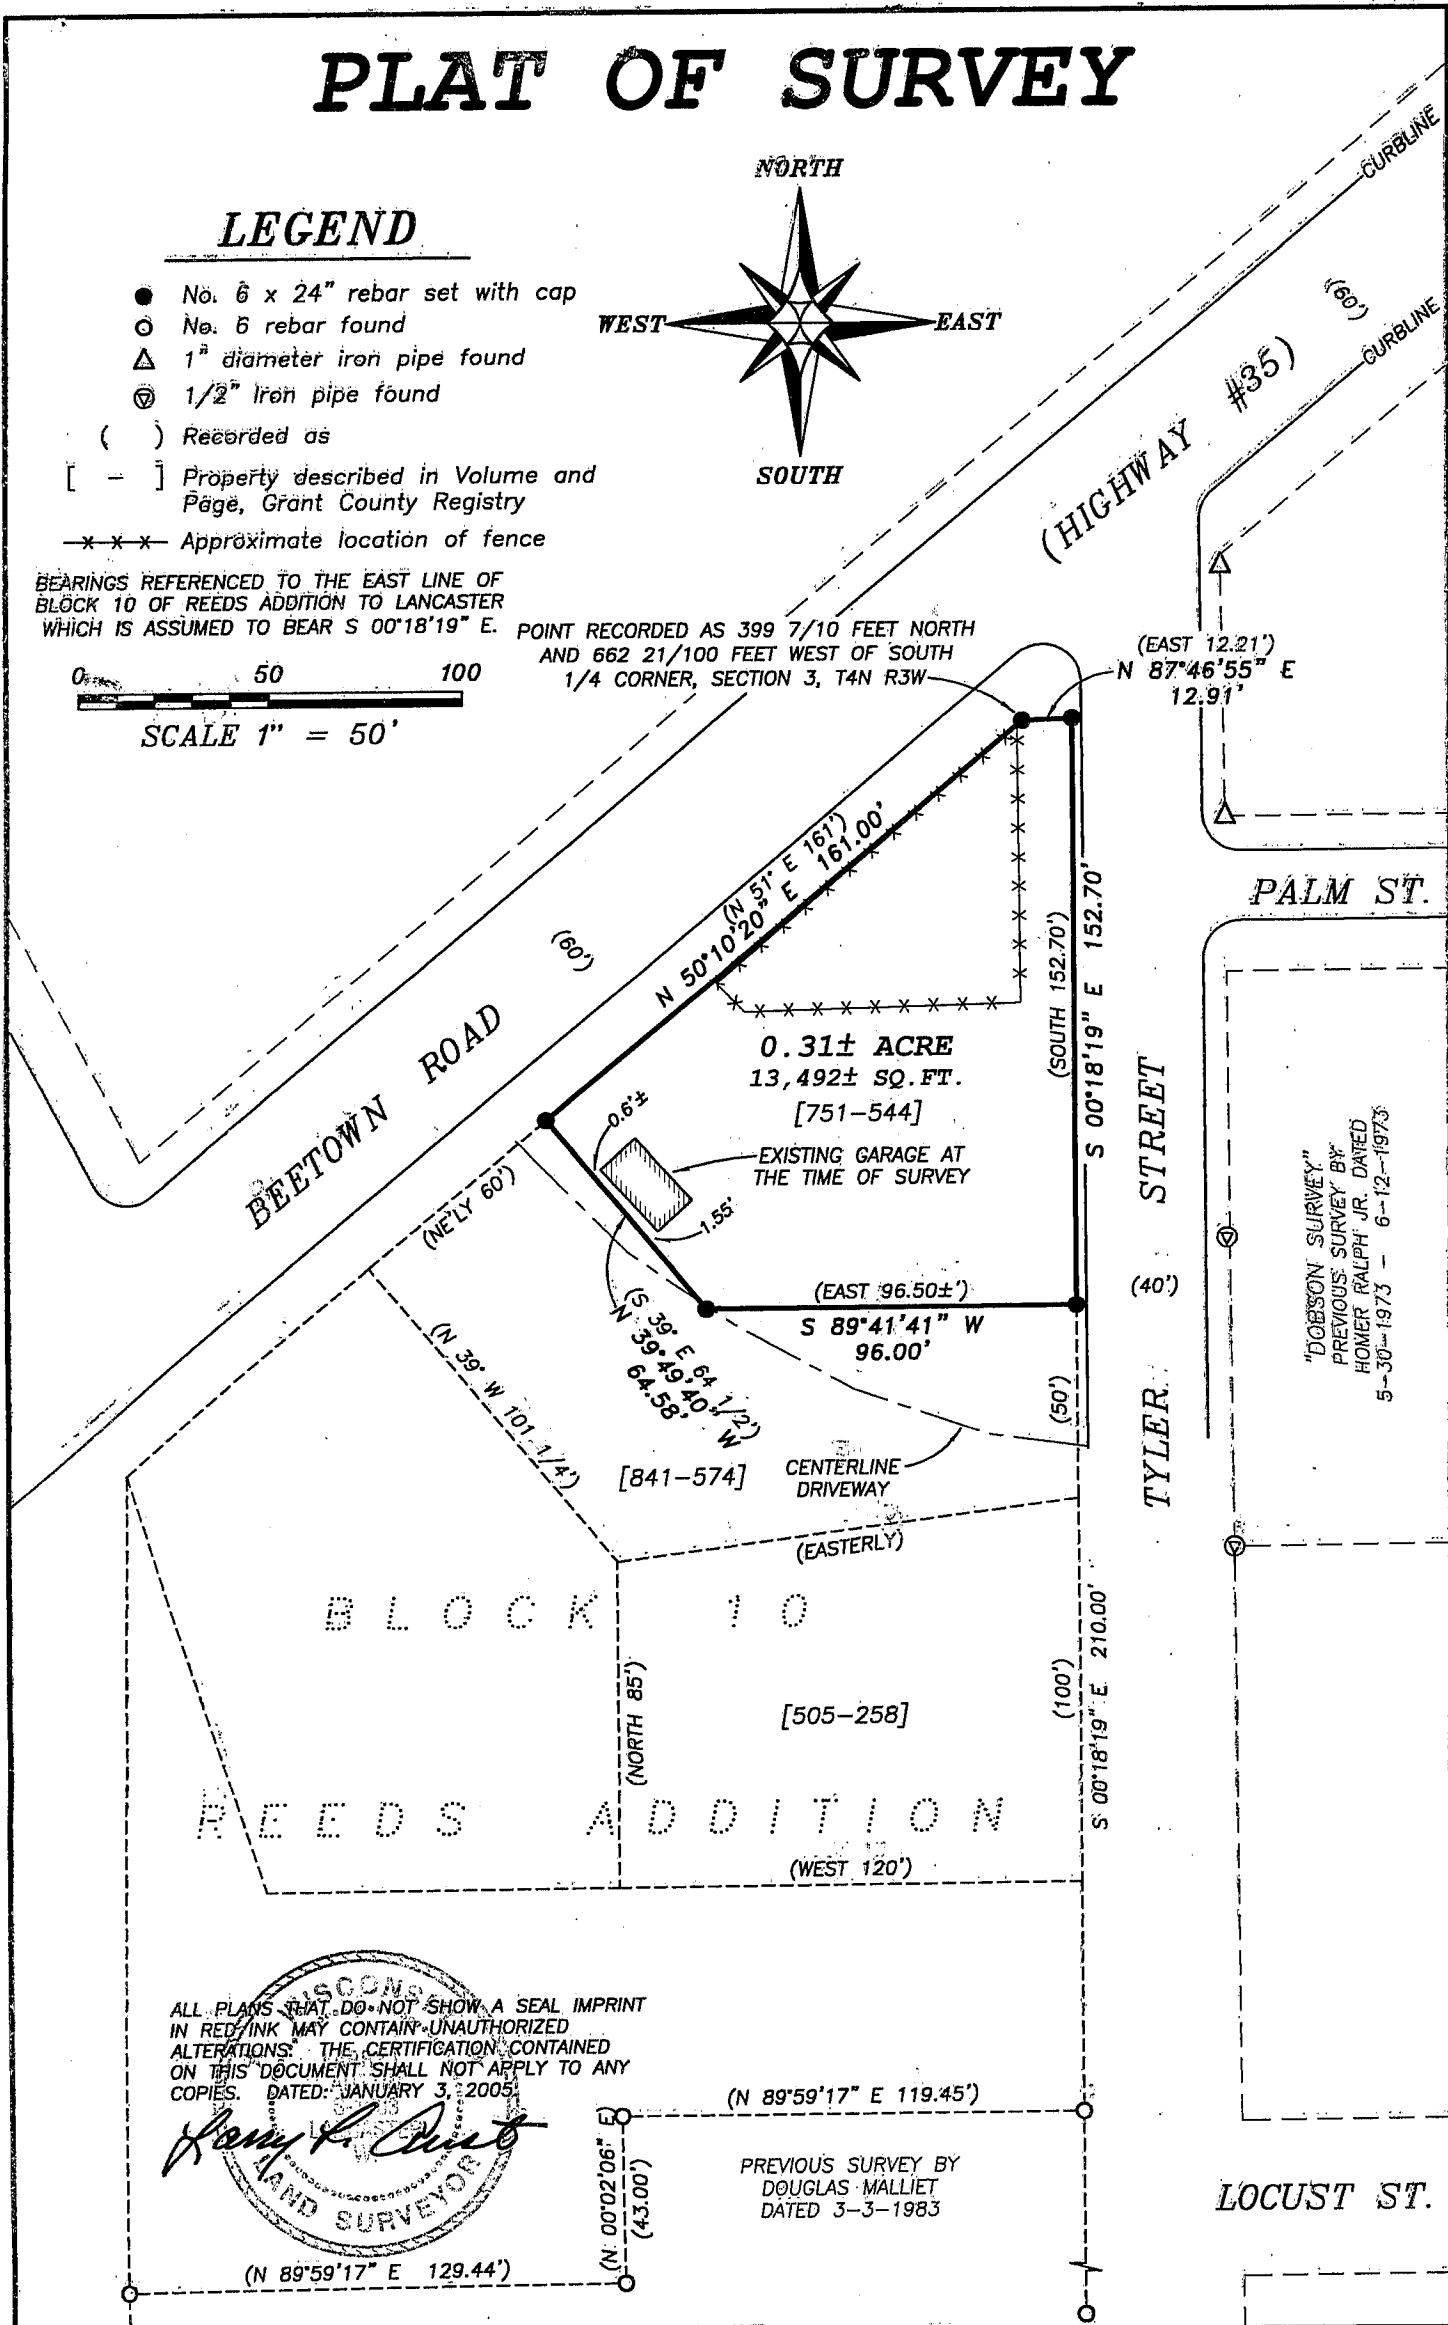 PLAT OF SURVEY
NORTH
WEST
EAST
SOUTH
LEGEND
No. 6 x 24" rebar set with cap
No. 6 rebar found
1" diameter iron pipe found
1/2" Iron pipe found
( ) Recorded as
[ - ] Property described in Volume and
Page, Grant County Registry
x-x-x Approximate location of fence
BEARINGS REFERENCED TO THE EAST LINE OF
BLOCK 10 OF REEDS ADDITION TO LANCASTER
WHICH IS ASSUMED TO BEAR S 00°18'19" E.
0 50 100
SCALE 1" = 50'
POINT RECORDED AS 399 7/10 FEET NORTH
AND 662 21/100 FEET WEST OF SOUTH
1/4 CORNER, SECTION 3, T4N R3W
CURBLINE
(60')
CURBLINE
(HIGHWAY #35)
(EAST 12.21')
N 87°46'55" E
12.91'
PALM ST.
(N 51° E 161')
N 50°10'20" E 161.00'
(60')
BEETOWN ROAD
(SOUTH 152.70')
S 00°18'19" E 152.70'
0.31± ACRE
13,492± SQ.FT.
[751-544]
0.6'±
EXISTING GARAGE AT
THE TIME OF SURVEY
1.55'
(NE'LY 60')
(EAST 96.50±')
S 89°41'41" W
96.00'
(S 39° E 64 1/2')
N 39°49'40" W
64.58'
(N 39° W 101 1/4')
[841-574]
CENTERLINE
DRIVEWAY
(50')
(40')
TYLER STREET
"DOBSON SURVEY"
PREVIOUS SURVEY BY
HOMER RALPH JR. DATED
5-30-1973 - 6-12-1973
(EASTERLY)
BLOCK 10
(NORTH 85')
[505-258]
(100')
S 00°18'19" E 210.00'
REEDS ADDITION
(WEST 120')
ALL PLANS THAT DO NOT SHOW A SEAL IMPRINT
IN RED INK MAY CONTAIN UNAUTHORIZED
ALTERATIONS. THE CERTIFICATION CONTAINED
ON THIS DOCUMENT SHALL NOT APPLY TO ANY
COPIES. DATED: JANUARY 3, 2005
LAND SURVEYOR
(N 89°59'17" E 119.45')
(N 00°02'06" E)
(43.00')
PREVIOUS SURVEY BY
DOUGLAS MALLIET
DATED 3-3-1983
LOCUST ST.
(N 89°59'17" E 129.44')